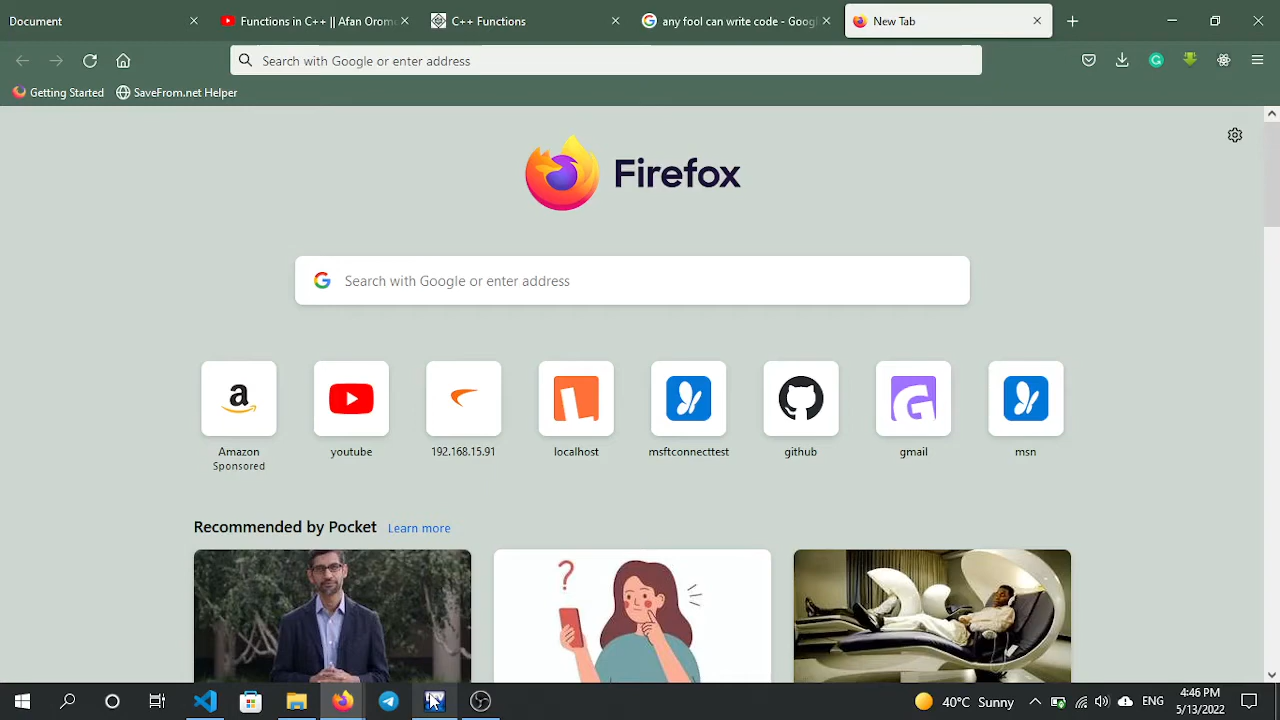 Document
Functions in C++ || Afan Oromo
C++ Functions
any fool can write code - Googl
New Tab
Search with Google or enter address
Getting Started
SaveFrom.net Helper
Firefox
Search with Google or enter address
a
Amazon
Sponsored
youtube
192.168.15.91
localhost
msftconnecttest
github
gmail
msn
Recommended by Pocket Learn more
?
40°C Sunny
ENG
4:46 PM
5/13/2022